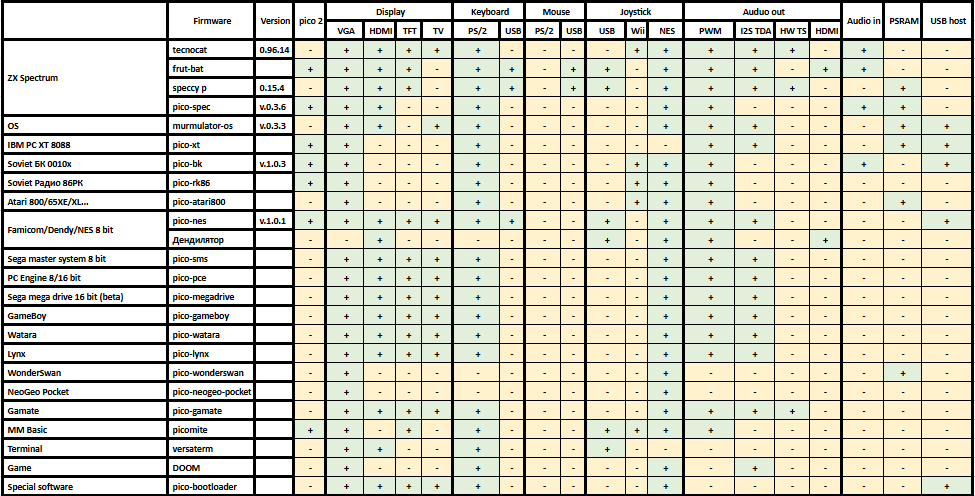 Firmware Version pico 2 Display Keyboard Mouse Joystick Auduo out Audio in PSRAM USB host
VGA HDMI TFT TV PS/2 USB PS/2 USB USB Wii NES PWM I2S TDA HW TS HDMI
ZX Spectrum
tecnocat 0.96.14 - + + + + + - - - - + + + + + - + - -
frut-bat + + + + - + + - + + - + + + - + + - -
speccy p 0.15.4 - + + + - + + - + + - + + + + - - + -
pico-spec v.0.3.6 + + - - - + - - - - - + + - - - + + -
OS murmulator-os v.0.3.3 - + + - + + - - - - - + + + - - - + +
IBM PC XT 8088 pico-xt + + - - - + - - - - - - + + - - - + +
Soviet БК 0010x pico-bk v.1.0.3 + + - - - + - - - - + + + + - - + - +
Soviet Радио 86РК pico-rk86 + + - - - + - - - - + + + - - - - - -
Atari 800/65XE/XL... pico-atari800 - + - - - + - - - - + + + - - - - + -
Famicom/Dendy/NES 8 bit
pico-nes v.1.0.1 + + + + + + + - - + - + + + - - - - +
Дендилятор - - + - - - - - - + - + + - - + - - -
Sega master system 8 bit pico-sms - + + + + + - - - - - + + + - - - - -
PC Engine 8/16 bit pico-pce - + + + + + - - - - - + + + - - - - -
Sega mega drive 16 bit (beta) pico-megadrive - + + + + + - - - - - + + + - - - - -
GameBoy pico-gameboy - + + + + + - - - - - + + + - - - - -
Watara pico-watara - + + + + + - - - - - + + + - - - - -
Lynx pico-lynx - + + + + + - - - - - + + + - - - - -
WonderSwan pico-wonderswan - + - - - - - - - - - + - - - - - + -
NeoGeo Pocket pico-neogeo-pocket - + - - - - - - - - - + - - - - - - -
Gamate pico-gamate - + + + + + - - - - - + + + + - - - -
MM Basic picomite + + - + - + - - - + + + + - - - - - -
Terminal versaterm - + + - - - - - - + - - - - - - - - -
Game DOOM - + - - - + - - - - - + - + - - - - -
Special software pico-bootloader - + + + + + - - - - - + - - - - - - +